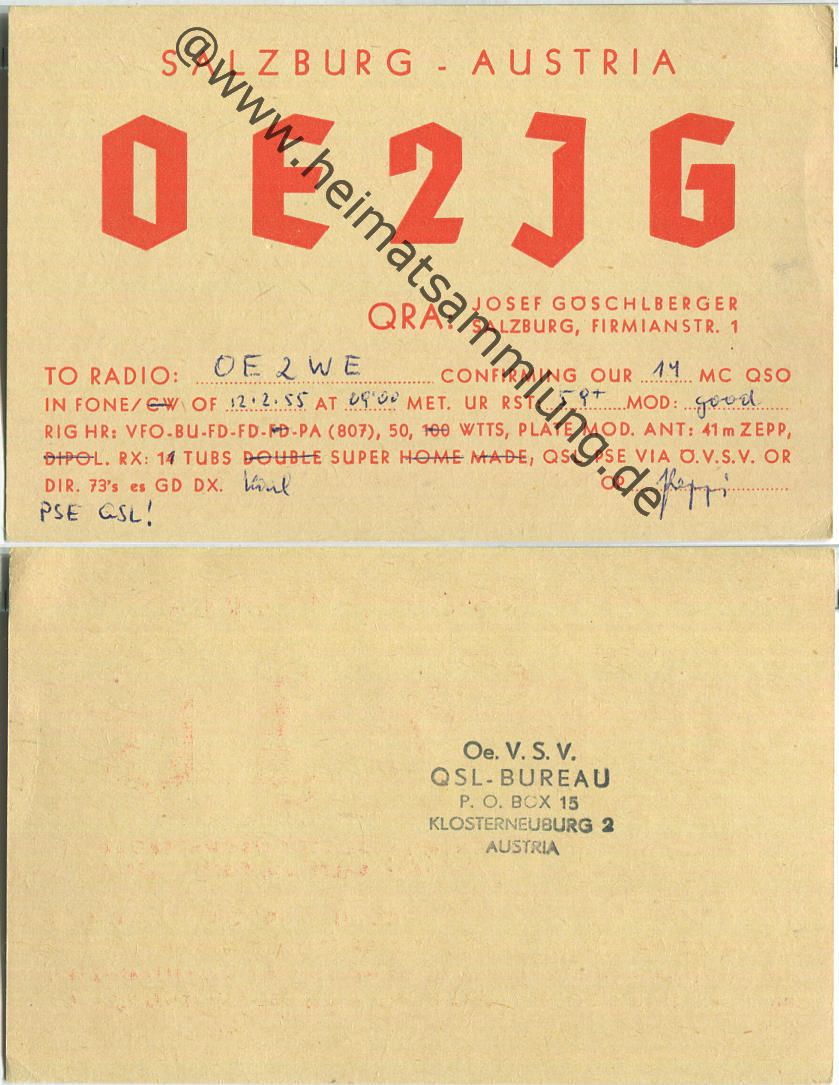 SALZBURG - AUSTRIA
OE2JG
QRA: JOSEF GÖSCHLBERGER
SALZBURG, FIRMIANSTR. 1
TO RADIO: OE2WE CONFIRMING OUR 14 MC QSO
IN FONE/CW OF 12.2.55 AT 09°00 MET. UR RST: 59+ MOD: good
RIG HR: VFO-BU-FD-FD-FD-PA (807), 50, 100 WTTS, PLATE MOD. ANT: 41m ZEPP,
DIPOL. RX: 11 TUBS DOUBLE SUPER HOME MADE, QSL PSE VIA Ö.V.S.V. OR
DIR. 73's es GD DX. OP Peppi
PSE QSL!
@www.heimatsammlung.de
Oe. V. S. V.
QSL-BUREAU
P. O. BOX 15
KLOSTERNEUBURG 2
AUSTRIA